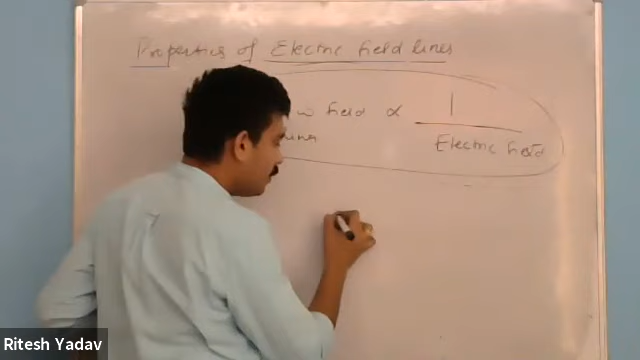 Properties of Electric field lines
field ∝ 1
Electric field
Ritesh Yadav